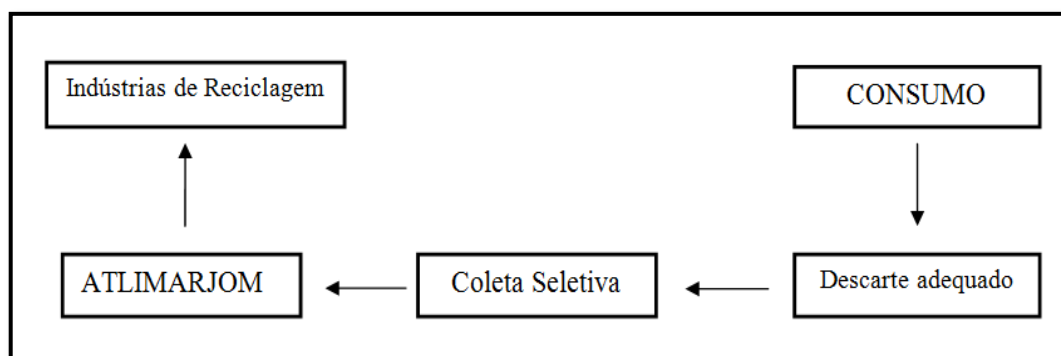 Indústrias de Reciclagem
CONSUMO
ATLIMARJOM
Coleta Seletiva
Descarte adequado